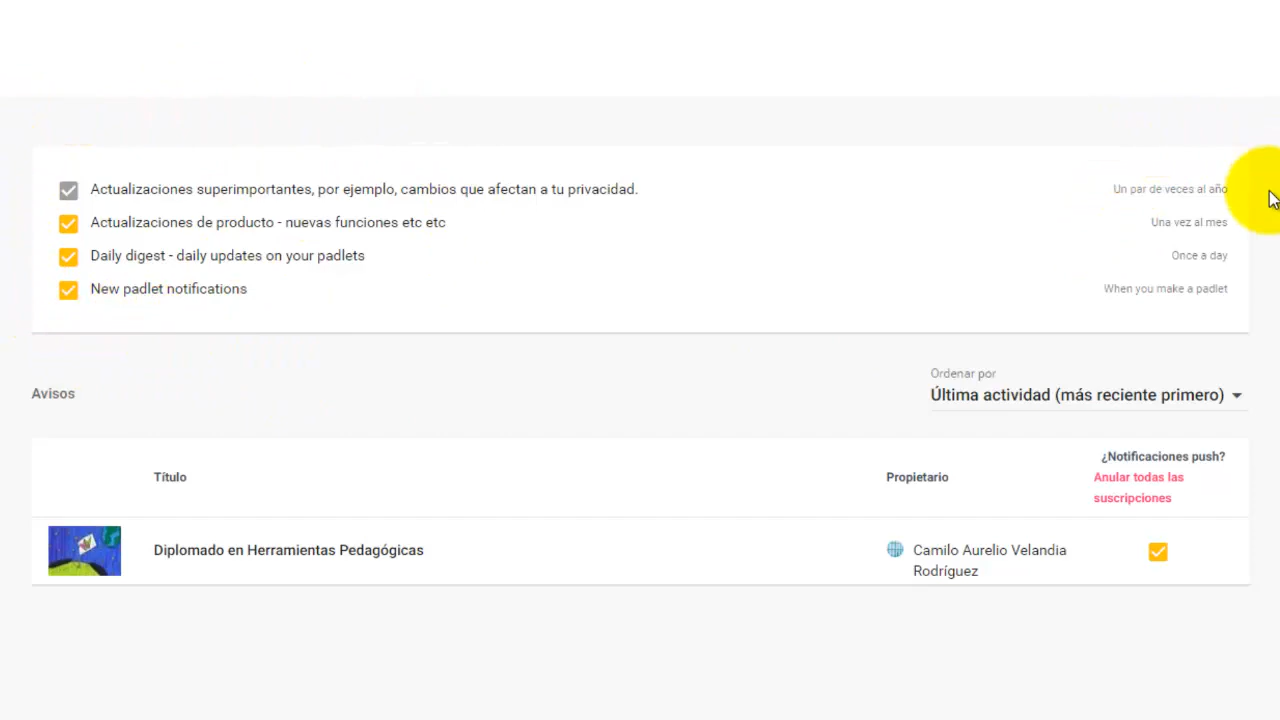 Actualizaciones superimportantes, por ejemplo, cambios que afectan a tu privacidad. Un par de veces al año
Actualizaciones de producto - nuevas funciones etc etc Una vez al mes
Daily digest - daily updates on your padlets Once a day
New padlet notifications When you make a padlet
Ordenar por
Avisos Última actividad (más reciente primero)
¿Notificaciones push?
Título Propietario Anular todas las
suscripciones
Diplomado en Herramientas Pedagógicas Camilo Aurelio Velandia
Rodríguez